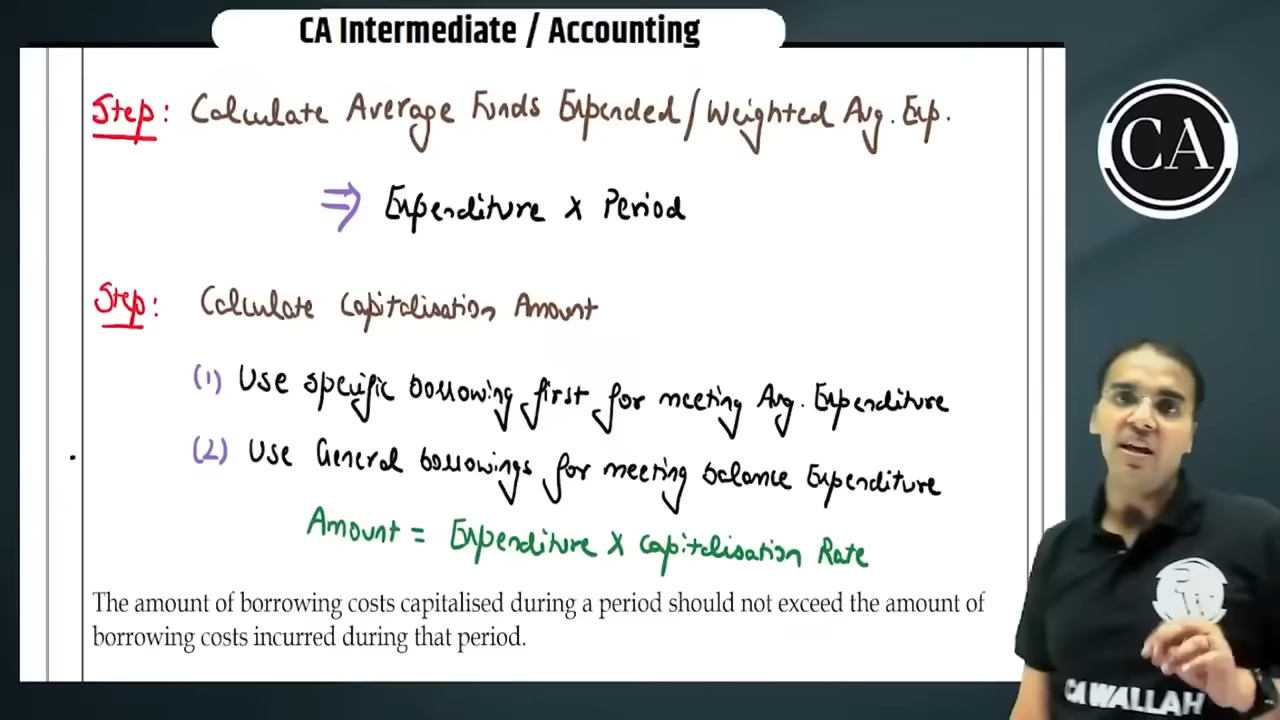 CA Intermediate / Accounting
Step: Calculate Average Funds Expended/Weighted Avg. Exp.
⇒ Expenditure x Period
Step: Calculate Capitalisation Amount
(1) Use specific borrowing first for meeting Avg. Expenditure
(2) Use General borrowings for meeting balance Expenditure
Amount = Expenditure x Capitalisation Rate
The amount of borrowing costs capitalised during a period should not exceed the amount of
borrowing costs incurred during that period.
CA
CA WALLAH